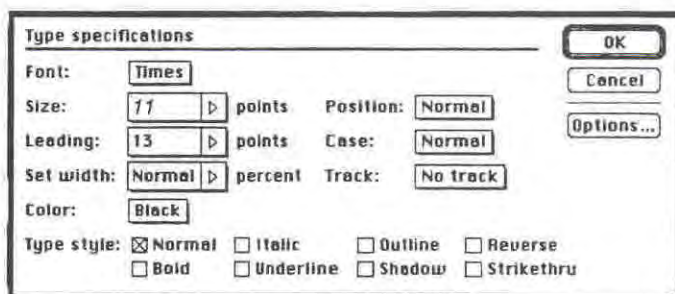 Type specifications OK
Font: Times Cancel
Size: 11 points Position: Normal
Options...
Leading: 13 points Case: Normal
Set width: Normal percent Track: No track
Color: Black
Type style: Normal Italic Outline Reverse
Bold Underline Shadow Strikethru